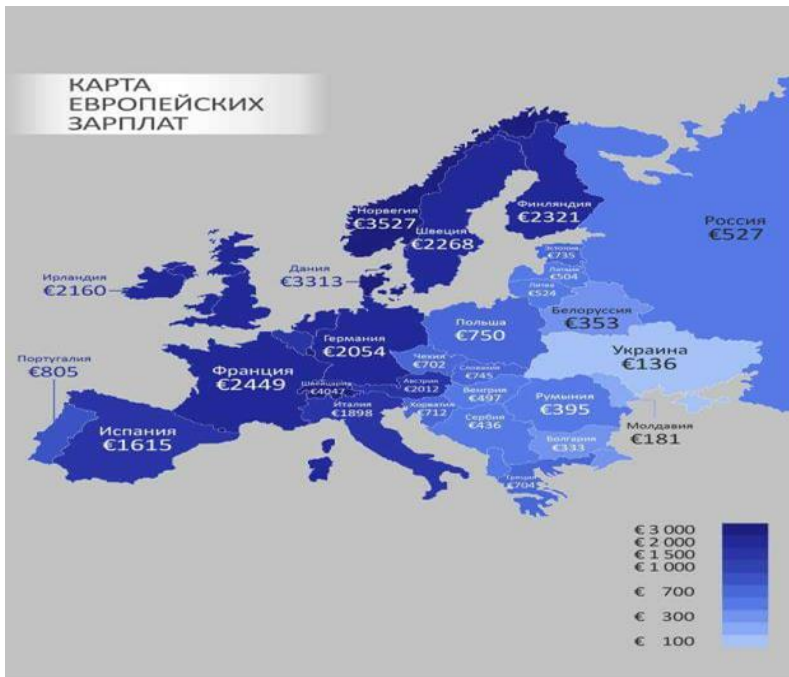 КАРТА
ЕВРОПЕЙСКИХ
ЗАРПЛАТ
Норвегия
€3527
Финляндия
€2321
Швеция
€2268
Россия
€527
Эстония
€735
Латвия
€504
Литва
€524
Ирландия
€2160
Дания
€3313
Белоруссия
€353
Польша
€750
Германия
€2054
Украина
€136
Португалия
€805
Франция
€2449
Чехия
€702
Словакия
€745
Швейцария
€4047
Австрия
€2012
Венгрия
€497
Румыния
€395
Италия
€1898
Хорватия
€712
Сербия
€436
Молдавия
€181
Испания
€1615
Болгария
€333
Греция
€704
€ 3 000
€ 2 000
€ 1 500
€ 1 000
€ 700
€ 300
€ 100